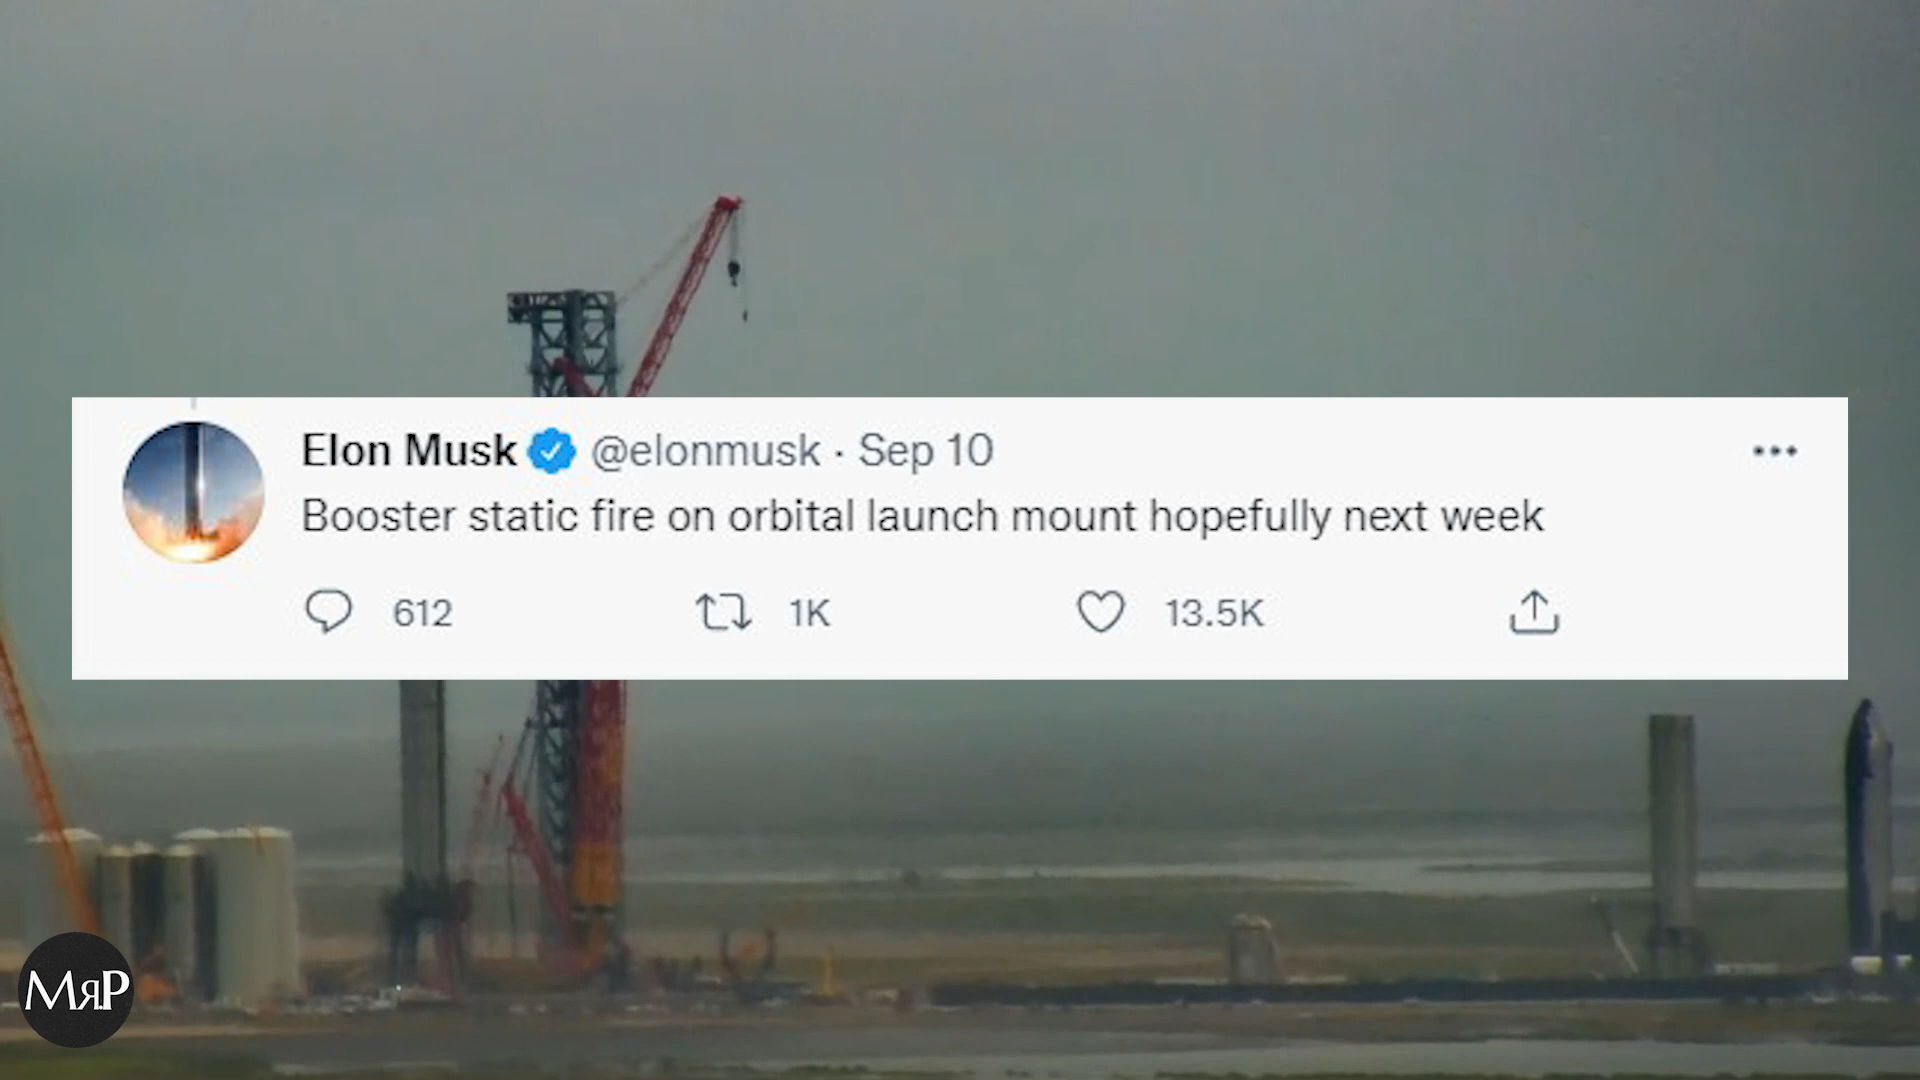 Elon Musk @elonmusk · Sep 10
Booster static fire on orbital launch mount hopefully next week
612 1K 13.5K
MяP